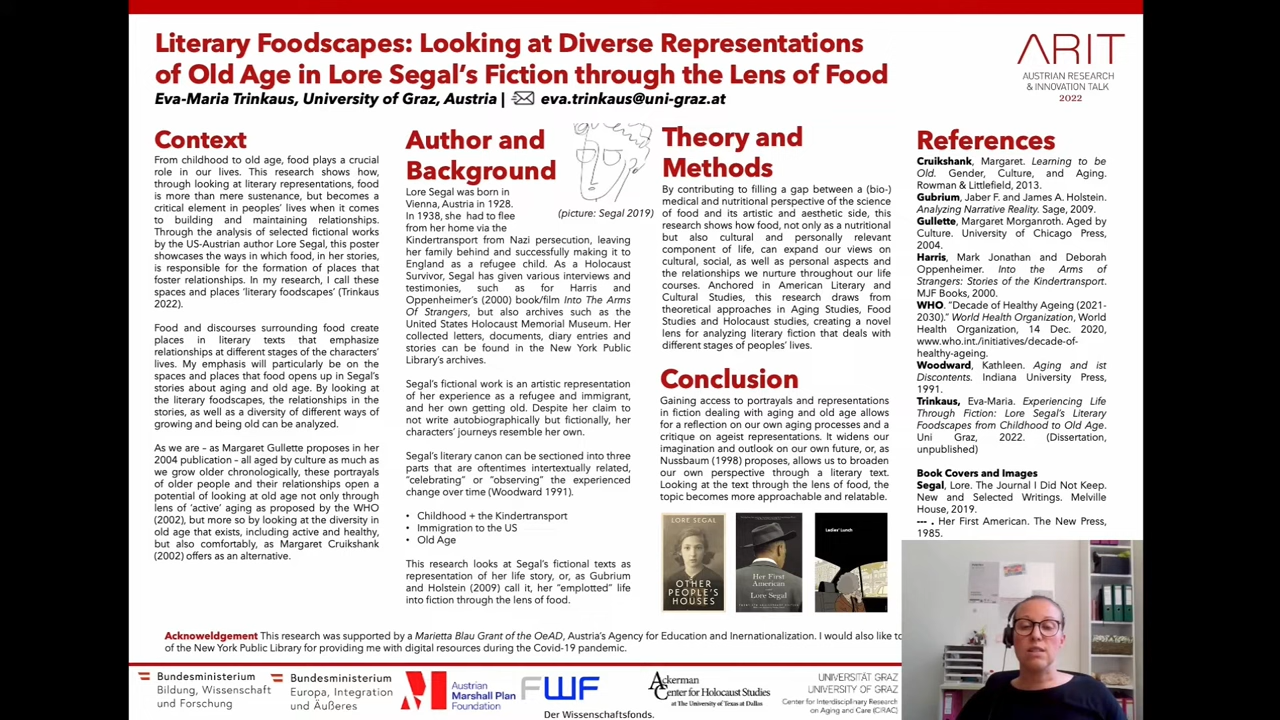 Literary Foodscapes: Looking at Diverse Representations
of Old Age in Lore Segal's Fiction through the Lens of Food
Eva-Maria Trinkaus, University of Graz, Austria | eva.trinkaus@uni-graz.at
ARIT
AUSTRIAN RESEARCH
& INNOVATION TALK
2022
Context
From childhood to old age, food plays a crucial
role in our lives. This research shows how,
through looking at literary representations, food
is more than mere sustenance, but becomes a
critical element in peoples' lives when it comes
to building and maintaining relationships.
Through the analysis of selected fictional works
by the US-Austrian author Lore Segal, this poster
showcases the ways in which food, in her stories,
is responsible for the formation of places that
foster relationships. In my research, I call these
spaces and places 'literary foodscapes' (Trinkaus
2022).
Food and discourses surrounding food create
places in literary texts that emphasize
relationships at different stages of the characters'
lives. My emphasis will particularly be on the
spaces and places that food opens up in Segal's
stories about aging and old age. By looking at
the literary foodscapes, the relationships in the
stories, as well as a diversity of different ways of
growing and being old can be analyzed.
As we are – as Margaret Gullette proposes in her
2004 publication – all aged by culture as much as
we grow older chronologically, these portrayals
of older people and their relationships open a
potential of looking at old age not only through
lens of 'active' aging as proposed by the WHO
(2002), but more so by looking at the diversity in
old age that exists, including active and healthy,
but also comfortably, as Margaret Cruikshank
(2002) offers as an alternative.
Author and
Background
(picture: Segal 2019)
Lore Segal was born in
Vienna, Austria in 1928.
In 1938, she had to flee
from her home via the
Kindertransport from Nazi persecution, leaving
her family behind and successfully making it to
England as a refugee child. As a Holocaust
Survivor, Segal has given various interviews and
testimonies, such as for Harris and
Oppenheimer's (2000) book/film Into The Arms
Of Strangers, but also archives such as the
United States Holocaust Memorial Museum. Her
collected letters, documents, diary entries and
stories can be found in the New York Public
Library's archives.
Segal's fictional work is an artistic representation
of her experience as a refugee and immigrant,
and her own getting old. Despite her claim to
not write autobiographically but fictionally, her
characters' journeys resemble her own.
Segal's literary canon can be sectioned into three
parts that are oftentimes intertextually related,
"celebrating" or "observing" the experienced
change over time (Woodward 1991).
• Childhood + the Kindertransport
• Immigration to the US
• Old Age
This research looks at Segal's fictional texts as
representation of her life story, or, as Gubrium
and Holstein (2009) call it, her "emplotted" life
into fiction through the lens of food.
Theory and
Methods
By contributing to filling a gap between a (bio-)
medical and nutritional perspective of the science
of food and its artistic and aesthetic side, this
research shows how food, not only as a nutritional
but also cultural and personally relevant
component of life, can expand our views on
cultural, social, as well as personal aspects and
the relationships we nurture throughout our life
courses. Anchored in American Literary and
Cultural Studies, this research draws from
theoretical approaches in Aging Studies, Food
Studies and Holocaust studies, creating a novel
lens for analyzing literary fiction that deals with
different stages of peoples' lives.
Conclusion
Gaining access to portrayals and representations
in fiction dealing with aging and old age allows
for a reflection on our own aging processes and a
critique on ageist representations. It widens our
imagination and outlook on our own future, or, as
Nussbaum (1998) proposes, allows us to broaden
our own perspective through a literary text.
Looking at the text through the lens of food, the
topic becomes more approachable and relatable.
LORE SEGAL
OTHER
PEOPLE'S
HOUSES
Her First
American
Lore Segal
Ladies' Lunch
References
Cruikshank, Margaret. Learning to be
Old. Gender, Culture, and Aging.
Rowman & Littlefield, 2013.
Gubrium, Jaber F. and James A. Holstein.
Analyzing Narrative Reality. Sage, 2009.
Gullette, Margaret Morganroth. Aged by
Culture. University of Chicago Press,
2004.
Harris, Mark Jonathan and Deborah
Oppenheimer. Into the Arms of
Strangers: Stories of the Kindertransport.
MJF Books, 2000.
WHO. "Decade of Healthy Ageing (2021-
2030)." World Health Organization, World
Health Organization, 14 Dec. 2020,
www.who.int./initiatives/decade-of-
healthy-ageing.
Woodward, Kathleen. Aging and ist
Discontents. Indiana University Press,
1991.
Trinkaus, Eva-Maria. Experiencing Life
Through Fiction: Lore Segal's Literary
Foodscapes from Childhood to Old Age.
Uni Graz, 2022. (Dissertation,
unpublished)
Book Covers and Images
Segal, Lore. The Journal I Did Not Keep.
New and Selected Writings. Melville
House, 2019.
--- . Her First American. The New Press,
1985.
Acknoweldgement This research was supported by a Marietta Blau Grant of the OeAD, Austria's Agency for Education and Inernationalization. I would also like to
of the New York Public Library for providing me with digital resources during the Covid-19 pandemic.
Bundesministerium
Bildung, Wissenschaft
und Forschung
Bundesministerium
Europa, Integration
und Äußeres
Austrian
Marshall Plan
Foundation
FWF
Der Wissenschaftsfonds.
Ackerman
Center for Holocaust Studies
at The University of Texas at Dallas
UNIVERSITÄT GRAZ
UNIVERSITY OF GRAZ
Center for Interdisciplinary Research
on Aging and Care (CIRAC)